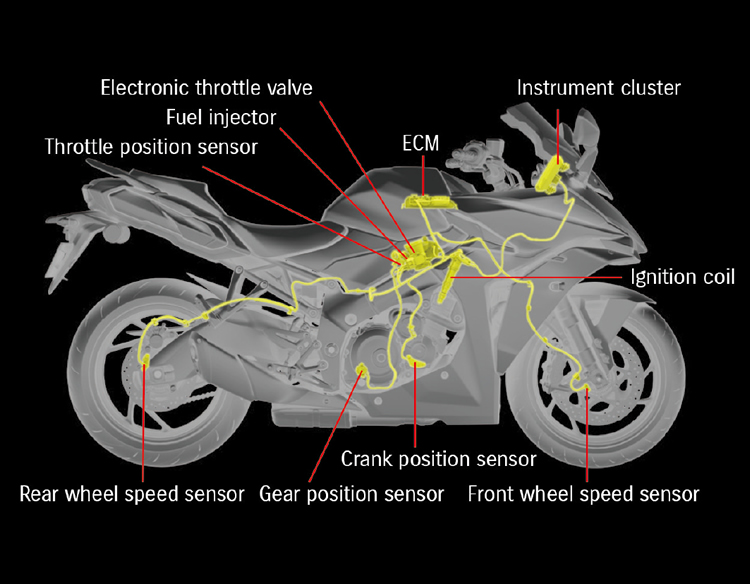 Electronic throttle valve
Instrument cluster
Fuel injector
Throttle position sensor
ECM
Ignition coil
Crank position sensor
Rear wheel speed sensor
Gear position sensor
Front wheel speed sensor